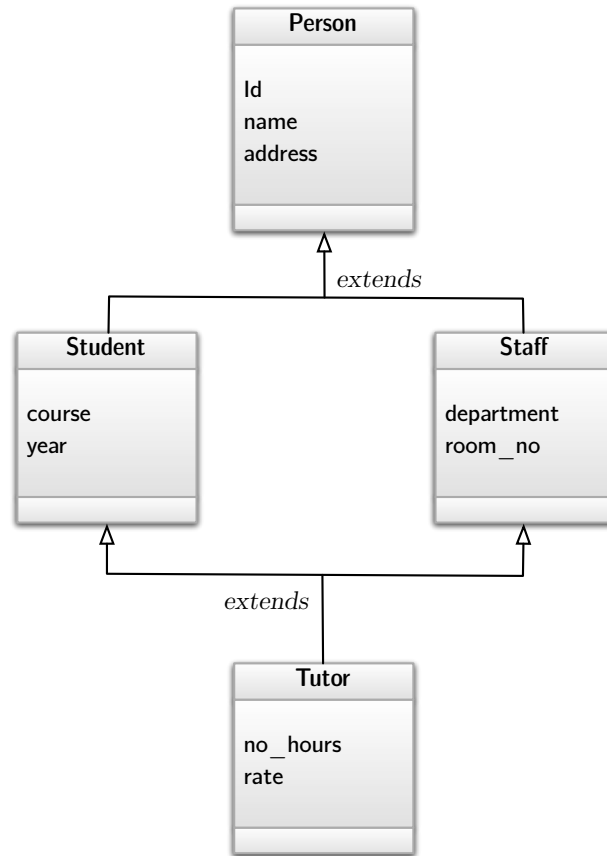 Person
Id
name
address
extends
Student
course
year
Staff
department
room_no
extends
Tutor
no_hours
rate